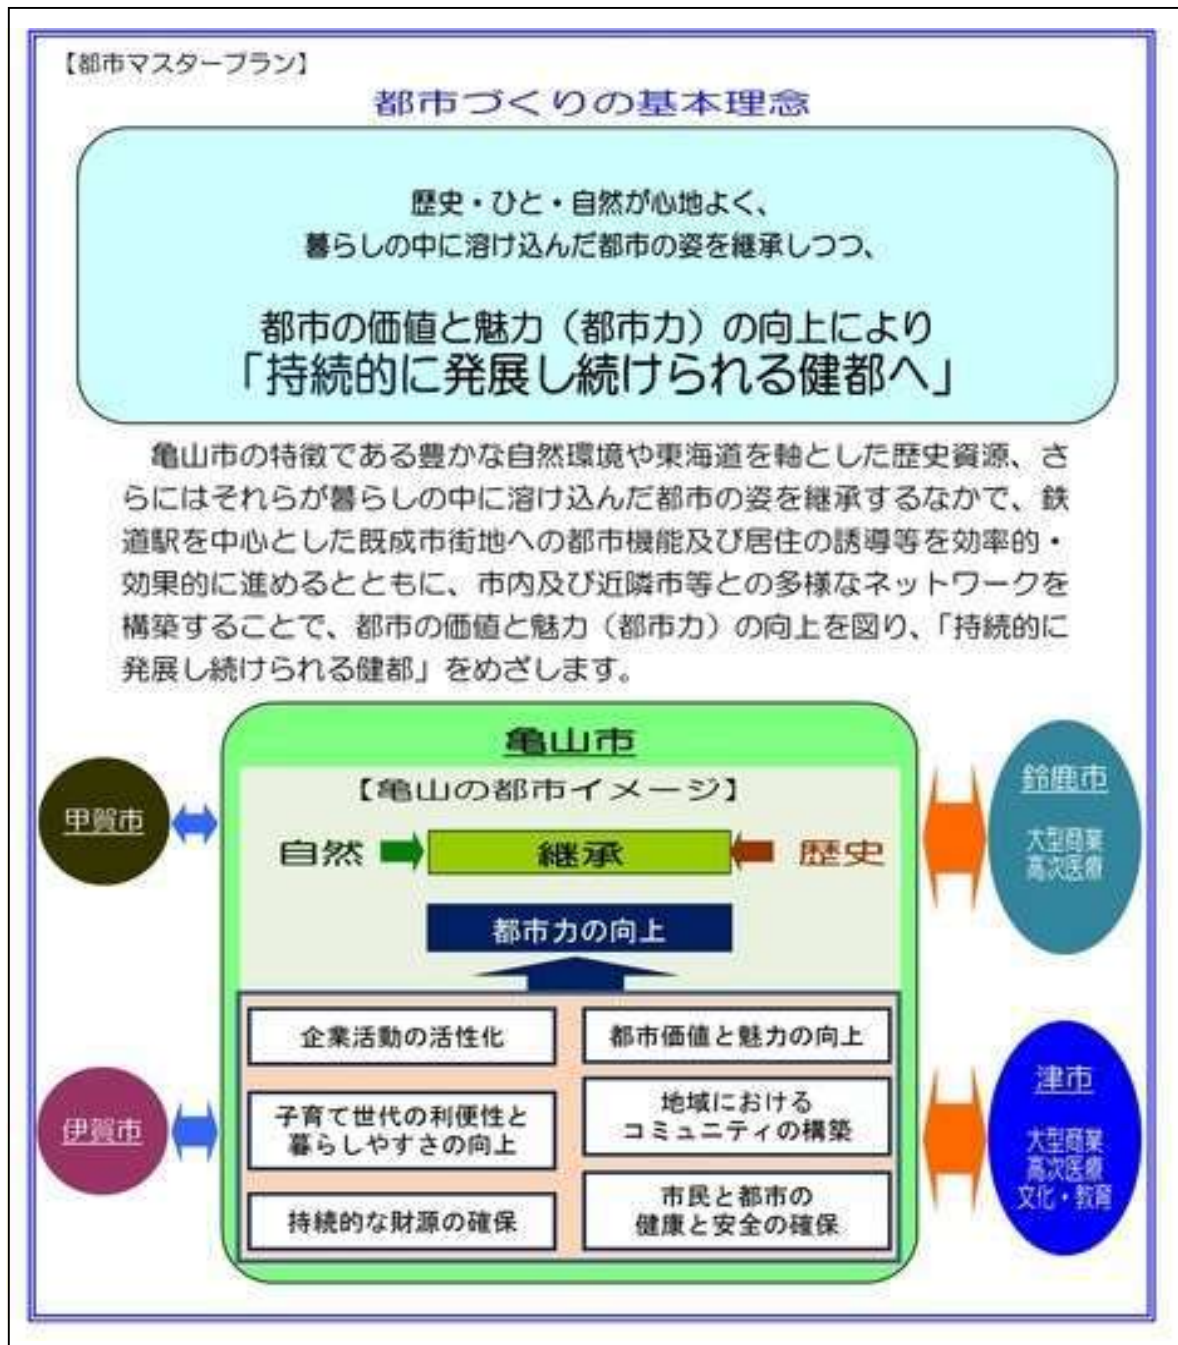 【都市マスタープラン】
都市づくりの基本理念
歴史・ひと・自然が心地よく、
暮らしの中に溶け込んだ都市の姿を継承しつつ、
都市の価値と魅力（都市力）の向上により
「持続的に発展し続けられる健都へ」
亀山市の特徴である豊かな自然環境や東海道を軸とした歴史資源、さ
らにはそれらが暮らしの中に溶け込んだ都市の姿を継承するなかで、鉄
道駅を中心とした既成市街地への都市機能及び居住の誘導等を効率的・
効果的に進めるとともに、市内及び近隣市等との多様なネットワークを
構築することで、都市の価値と魅力（都市力）の向上を図り、「持続的に
発展し続けられる健都」をめざします。
亀山市
【亀山の都市イメージ】
自然
継承
歴史
都市力の向上
企業活動の活性化
都市価値と魅力の向上
子育て世代の利便性と
暮らしやすさの向上
地域における
コミュニティの構築
持続的な財源の確保
市民と都市の
健康と安全の確保
甲賀市
伊賀市
鈴鹿市
大型商業
高次医療
津市
大型商業
高次医療
文化・教育